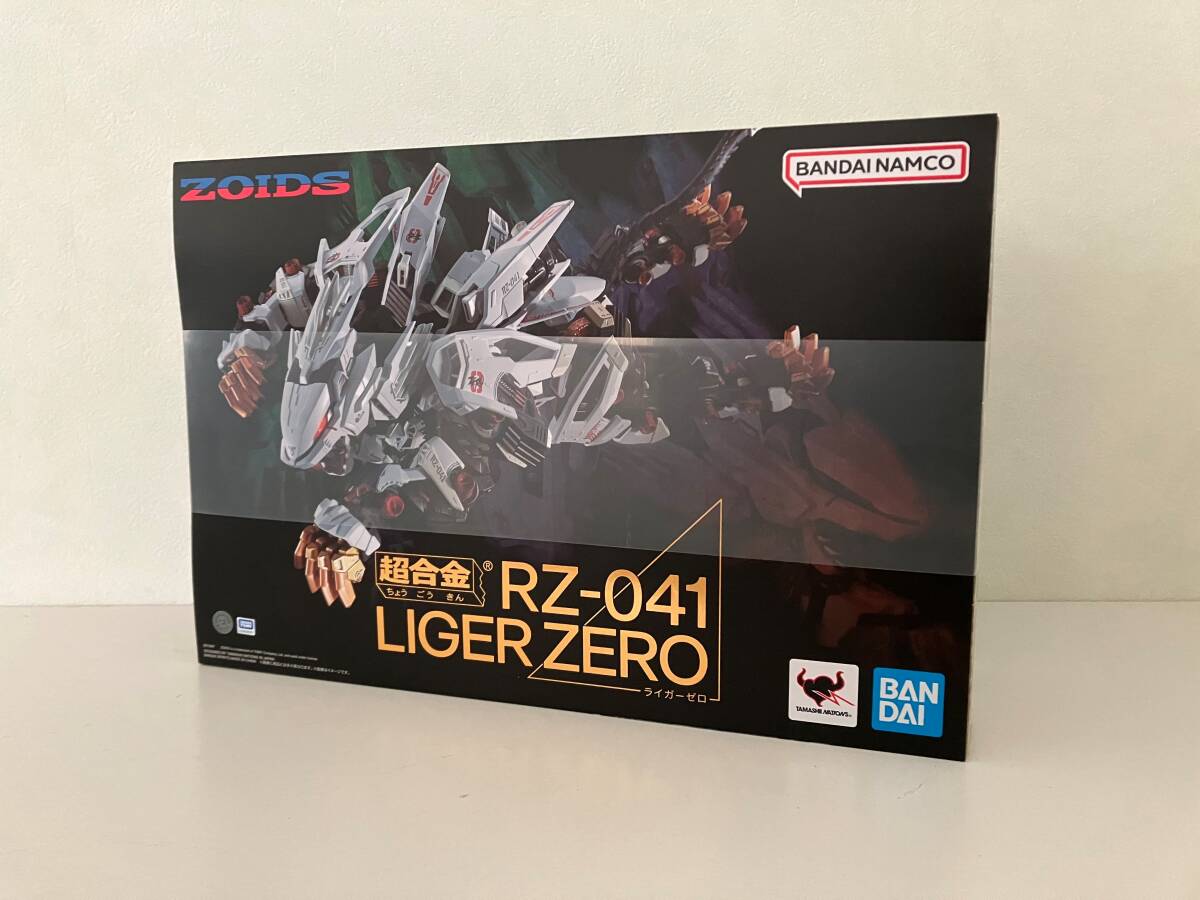 ZOIDS
BANDAI NAMCO
RZ-041
超合金®
ちょう ごう きん
RZ-041
LIGER ZERO
ライガーゼロ
TAMASHII NATIONS
BAN
DAI